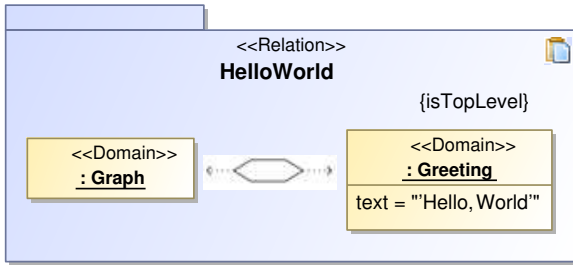 <<Relation>>
HelloWorld
{isTopLevel}
<<Domain>>
: Graph
<<Domain>>
: Greeting
text = "'Hello, World'"